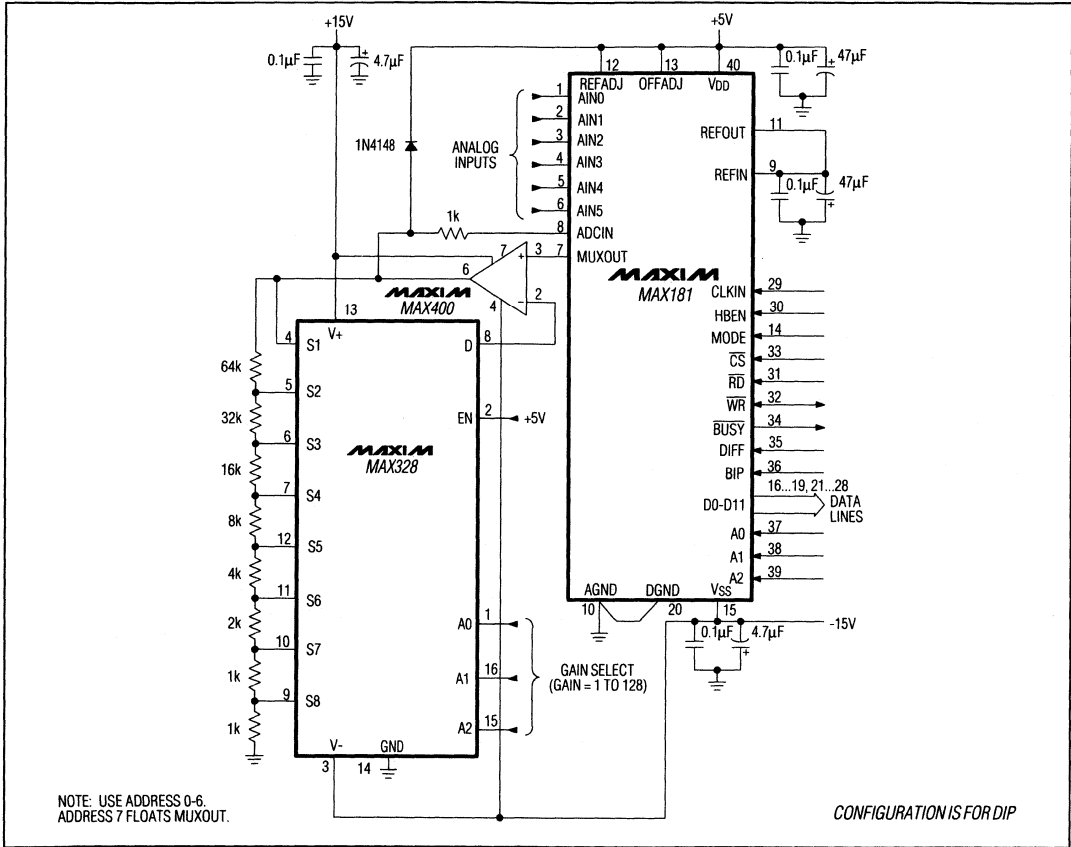 +15V
+5V
0.1µF
4.7µF
0.1µF
47µF
12
13
40
REFADJ
OFFADJ
VDD
1
AIN0
2
AIN1
3
AIN2
4
AIN3
5
AIN4
6
AIN5
ANALOG
INPUTS
1N4148
1k
8
ADCIN
7
MUXOUT
11
REFOUT
9
REFIN
0.1µF
47µF
MAXIM
MAX181
7
6
3
+
2
−
4
MAXIM
MAX400
CLKIN
29
HBEN
30
MODE
14
CS
33
RD
31
WR
32
BUSY
34
DIFF
35
BIP
36
D0-D11
16...19, 21...28
DATA
LINES
A0
37
A1
38
A2
39
AGND
DGND
VSS
10
20
15
-15V
0.1µF
4.7µF
13
V+
4
S1
64k
5
S2
32k
6
S3
16k
7
S4
8k
12
S5
4k
11
S6
2k
10
S7
1k
9
S8
1k
D
8
EN
2
+5V
MAXIM
MAX328
A0
1
A1
16
A2
15
GAIN SELECT
(GAIN = 1 TO 128)
V-
GND
3
14
NOTE: USE ADDRESS 0-6.
ADDRESS 7 FLOATS MUXOUT.
CONFIGURATION IS FOR DIP